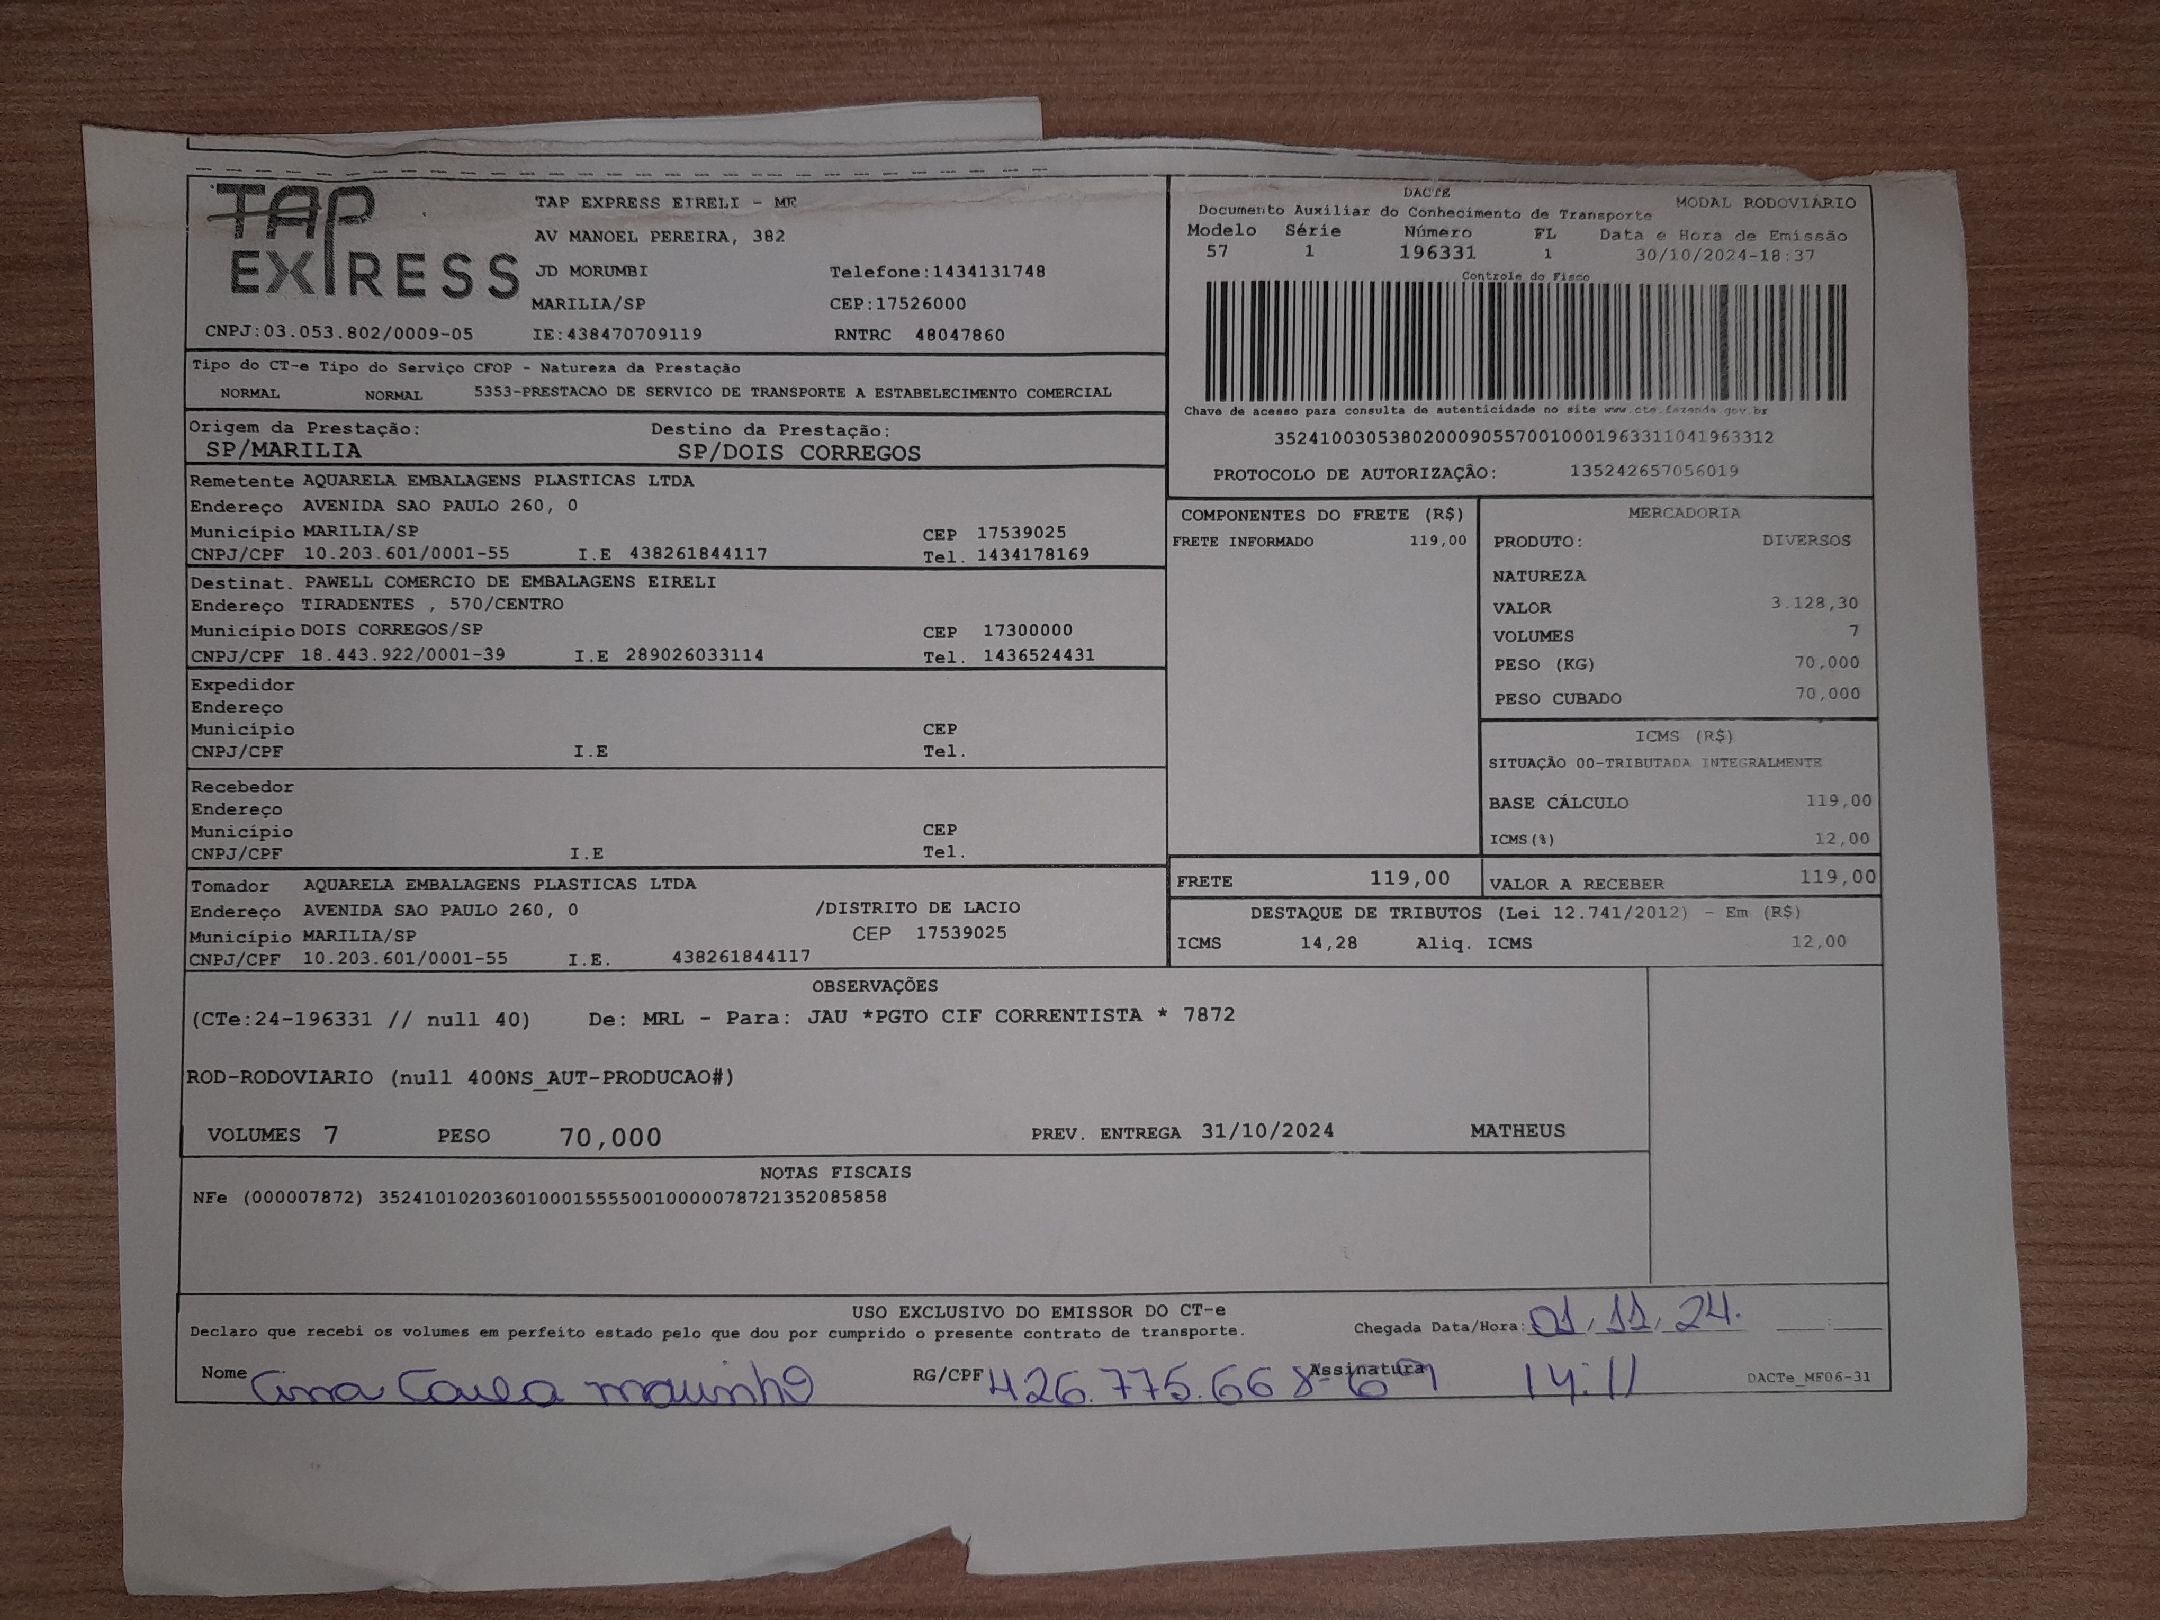 TAP EXPRESS
TAP EXPRESS EIRELI - ME
AV MANOEL PEREIRA, 382
JD MORUMBI Telefone:1434131748
MARILIA/SP CEP:17526000
CNPJ:03.053.802/0009-05 IE:438470709119 RNTRC 48047860
DACTE
Documento Auxiliar do Conhecimento de Transporte MODAL RODOVIÁRIO
Modelo Série Número FL Data e Hora de Emissão
57 1 196331 1 30/10/2024-18:37
Controle do Fisco
Chave de acesso para consulta de autenticidade no site www.cte.fazenda.gov.br
35241003053802000905570010001963311041963312
PROTOCOLO DE AUTORIZAÇÃO: 135242657056019
Tipo do CT-e Tipo do Serviço CFOP - Natureza da Prestação
NORMAL NORMAL 5353-PRESTACAO DE SERVICO DE TRANSPORTE A ESTABELECIMENTO COMERCIAL
Origem da Prestação: Destino da Prestação:
SP/MARILIA SP/DOIS CORREGOS
Remetente AQUARELA EMBALAGENS PLASTICAS LTDA
Endereço AVENIDA SAO PAULO 260, 0
Município MARILIA/SP CEP 17539025
CNPJ/CPF 10.203.601/0001-55 I.E 438261844117 Tel. 1434178169
Destinat. PAWELL COMERCIO DE EMBALAGENS EIRELI
Endereço TIRADENTES , 570/CENTRO
Município DOIS CORREGOS/SP CEP 17300000
CNPJ/CPF 18.443.922/0001-39 I.E 289026033114 Tel. 1436524431
Expedidor
Endereço
Município CEP
CNPJ/CPF I.E Tel.
Recebedor
Endereço
Município CEP
CNPJ/CPF I.E Tel.
Tomador AQUARELA EMBALAGENS PLASTICAS LTDA
Endereço AVENIDA SAO PAULO 260, 0 /DISTRITO DE LACIO
Município MARILIA/SP CEP 17539025
CNPJ/CPF 10.203.601/0001-55 I.E. 438261844117
COMPONENTES DO FRETE (R$)
FRETE INFORMADO 119,00
MERCADORIA
PRODUTO: DIVERSOS
NATUREZA
VALOR 3.128,30
VOLUMES 7
PESO (KG) 70,000
PESO CUBADO 70,000
ICMS (R$)
SITUAÇÃO 00-TRIBUTADA INTEGRALMENTE
BASE CÁLCULO 119,00
ICMS(%) 12,00
FRETE 119,00 VALOR A RECEBER 119,00
DESTAQUE DE TRIBUTOS (Lei 12.741/2012) - Em (R$)
ICMS 14,28 Aliq. ICMS 12,00
OBSERVAÇÕES
(CTe:24-196331 // null 40) De: MRL - Para: JAU *PGTO CIF CORRENTISTA * 7872
ROD-RODOVIARIO (null 400NS_AUT-PRODUCAO#)
VOLUMES 7 PESO 70,000 PREV. ENTREGA 31/10/2024 MATHEUS
NOTAS FISCAIS
NFe (000007872) 35241010203601000155550010000078721352085858
USO EXCLUSIVO DO EMISSOR DO CT-e
Declaro que recebi os volumes em perfeito estado pelo que dou por cumprido o presente contrato de transporte. Chegada Data/Hora: 01/11/24.
Nome Ana Carla Marinho RG/CPF 426.775.668-69 Assinatura 14:11 DACTe_MF06-31